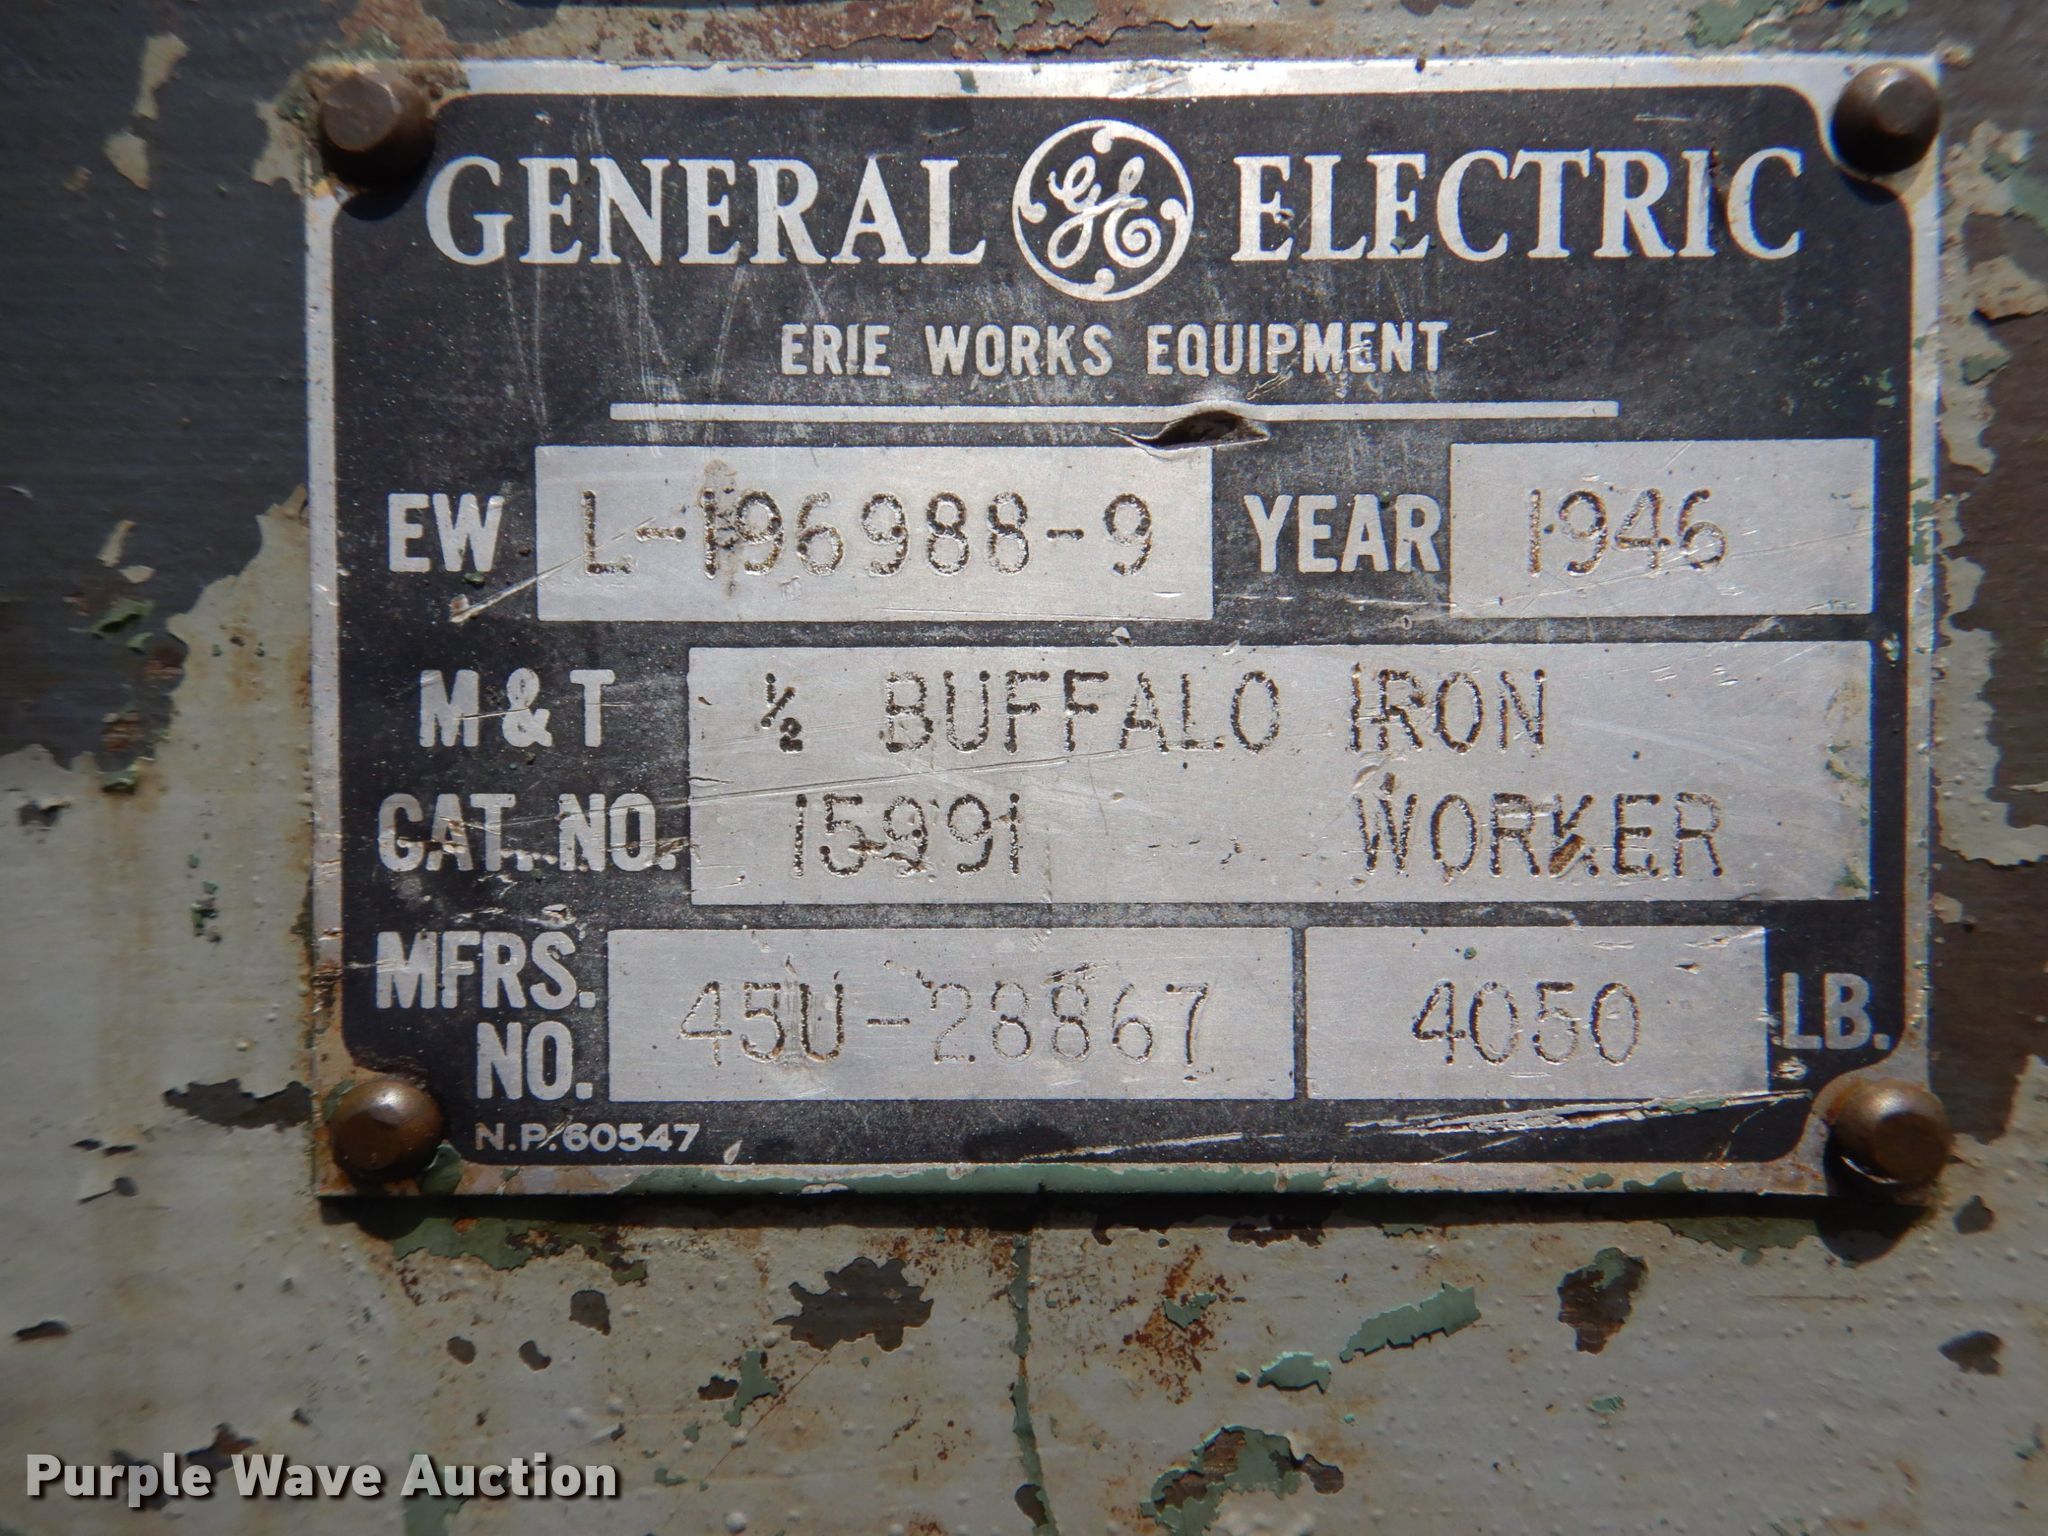 GENERAL GE ELECTRIC
ERIE WORKS EQUIPMENT
EW L-196988-9 YEAR 1946
M & T ½ BUFFALO IRON
CAT. NO. 15991 WORKER
MFRS. NO. 45U-28867 4050 LB.
N.P. 60547
Purple Wave Auction